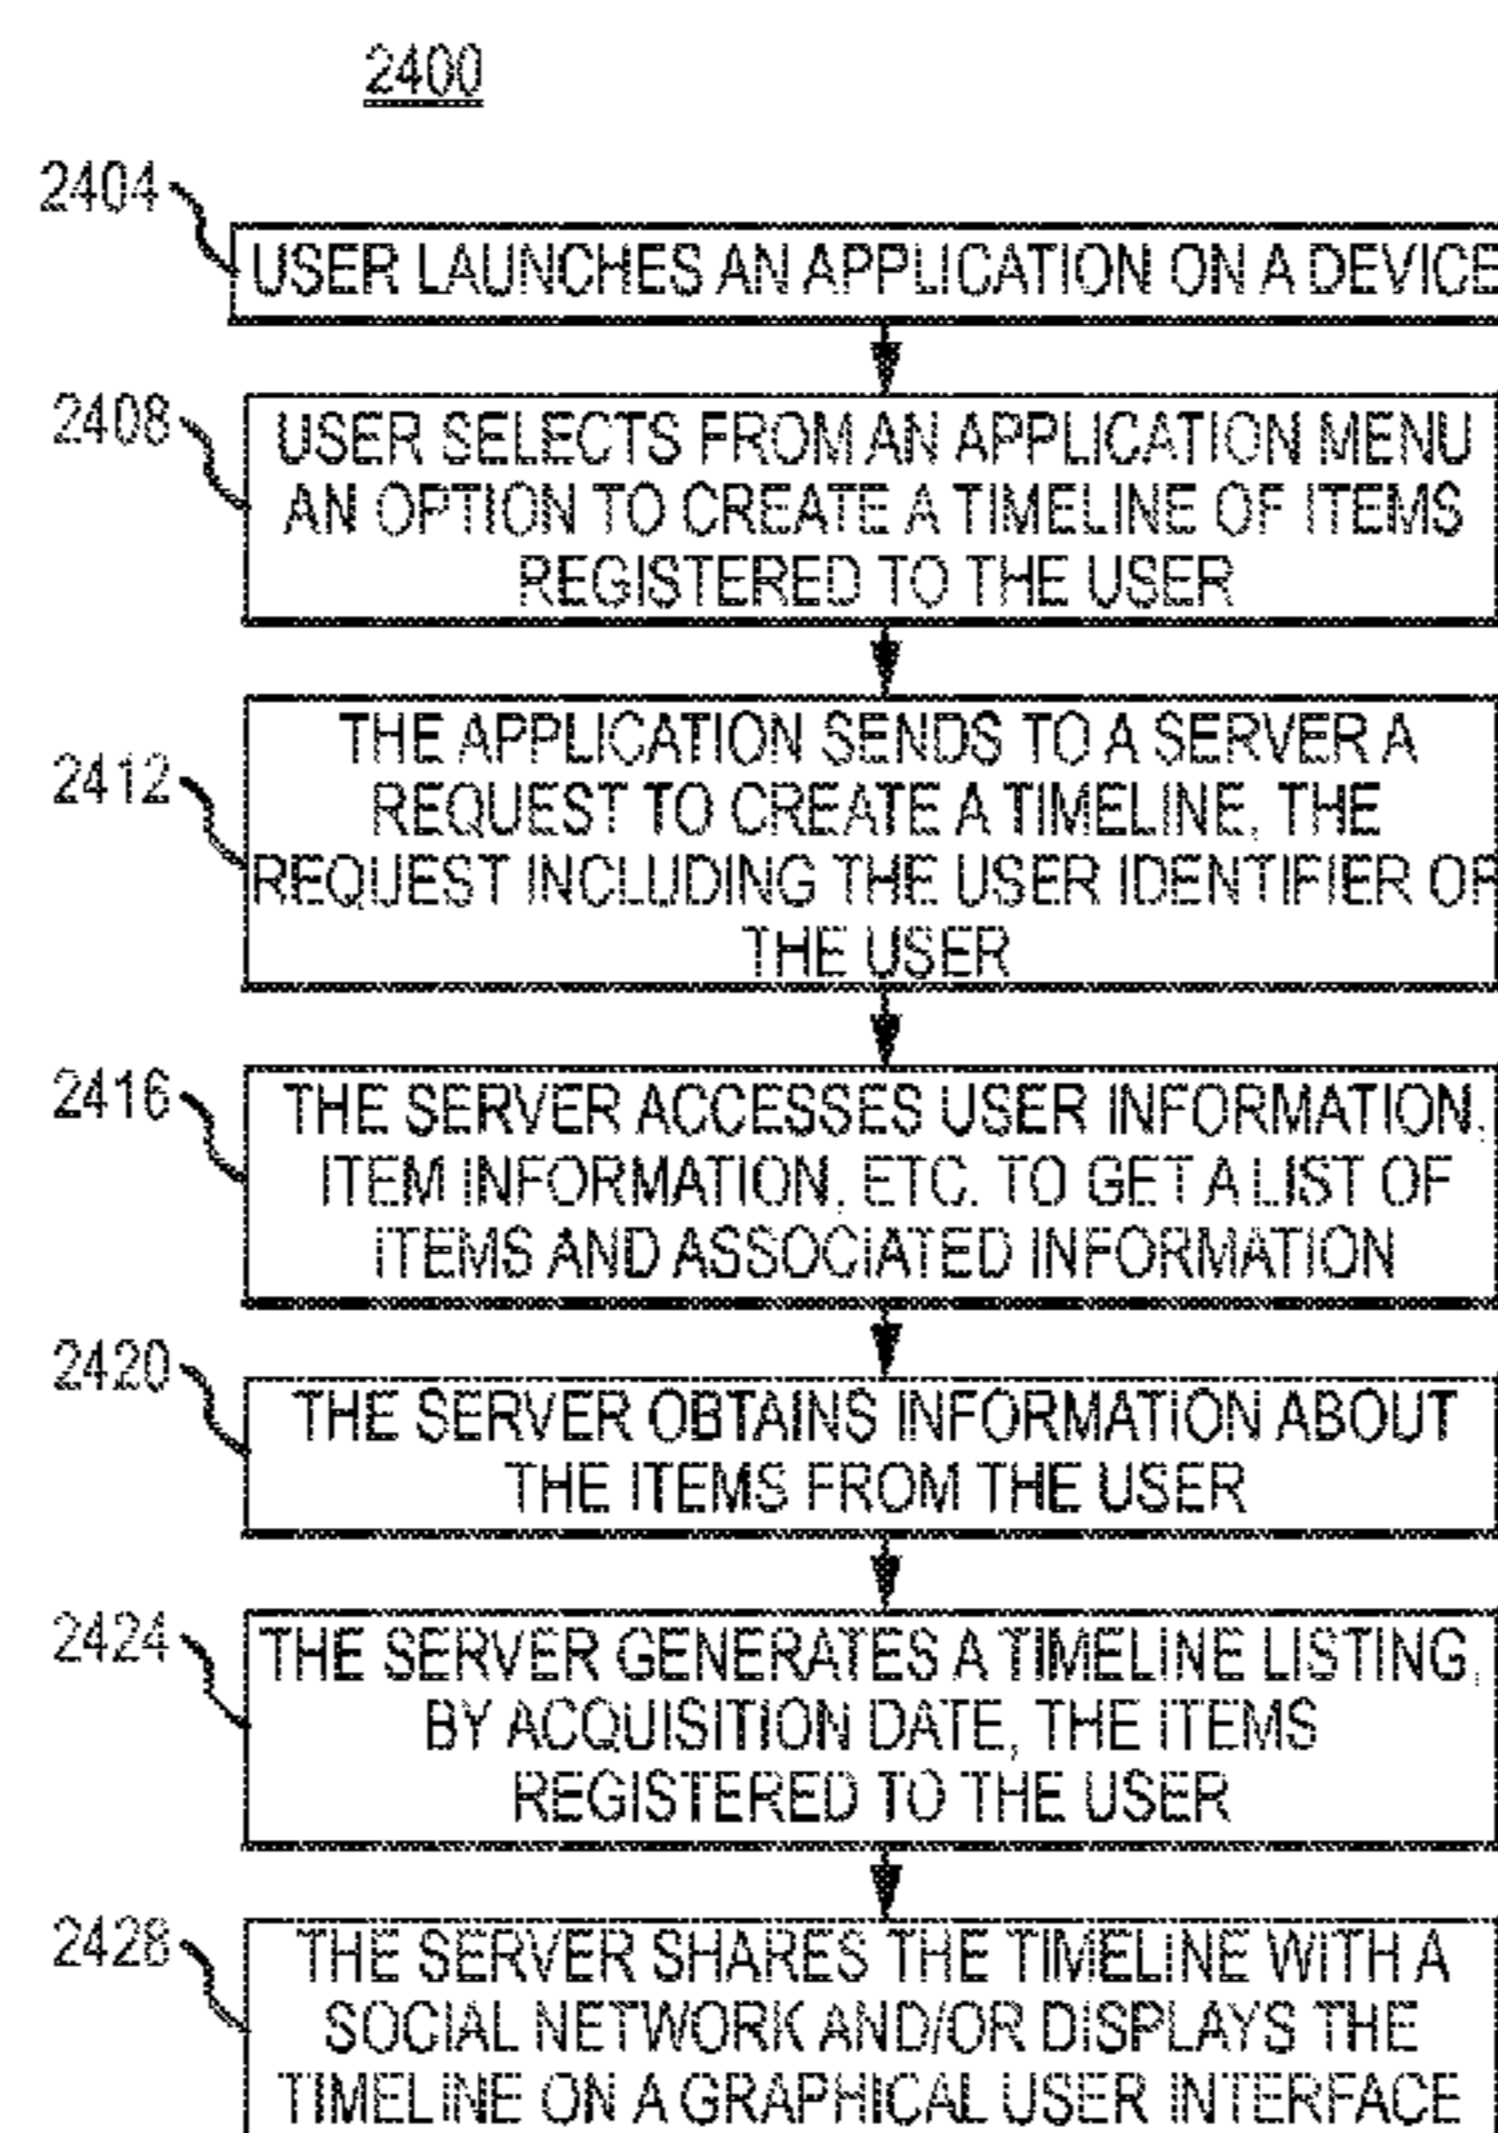 2400
2404
USER LAUNCHES AN APPLICATION ON A DEVICE
2408
USER SELECTS FROM AN APPLICATION MENU
AN OPTION TO CREATE A TIMELINE OF ITEMS
REGISTERED TO THE USER
2412
THE APPLICATION SENDS TO A SERVER A
REQUEST TO CREATE A TIMELINE, THE
REQUEST INCLUDING THE USER IDENTIFIER OF
THE USER
2416
THE SERVER ACCESSES USER INFORMATION,
ITEM INFORMATION, ETC. TO GET A LIST OF
ITEMS AND ASSOCIATED INFORMATION
2420
THE SERVER OBTAINS INFORMATION ABOUT
THE ITEMS FROM THE USER
2424
THE SERVER GENERATES A TIMELINE LISTING,
BY ACQUISITION DATE, THE ITEMS
REGISTERED TO THE USER
2428
THE SERVER SHARES THE TIMELINE WITH A
SOCIAL NETWORK AND/OR DISPLAYS THE
TIMELINE ON A GRAPHICAL USER INTERFACE